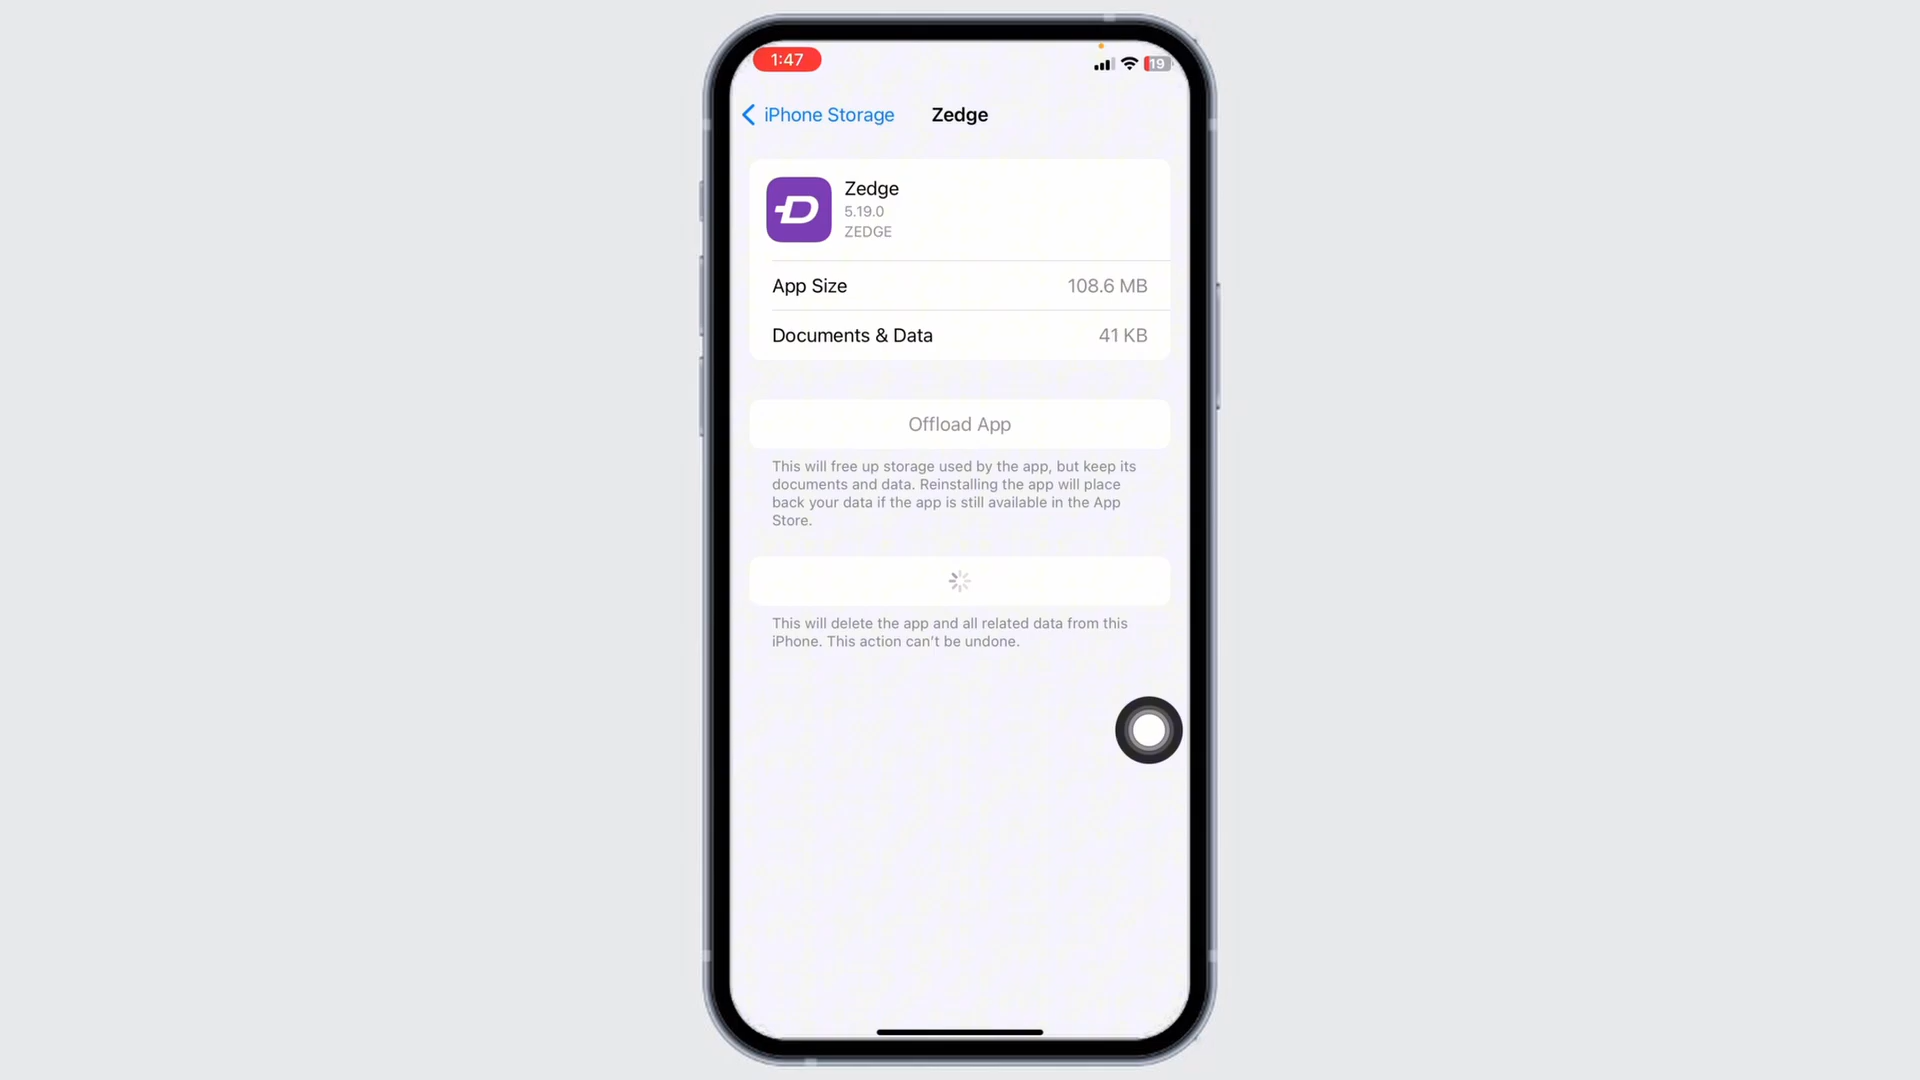 1:47
19
iPhone Storage
Zedge
Zedge
5.19.0
ZEDGE
App Size
108.6 MB
Documents & Data
41 KB
Offload App
This will free up storage used by the app, but keep its
documents and data. Reinstalling the app will place
back your data if the app is still available in the App
Store.
This will delete the app and all related data from this
iPhone. This action can't be undone.